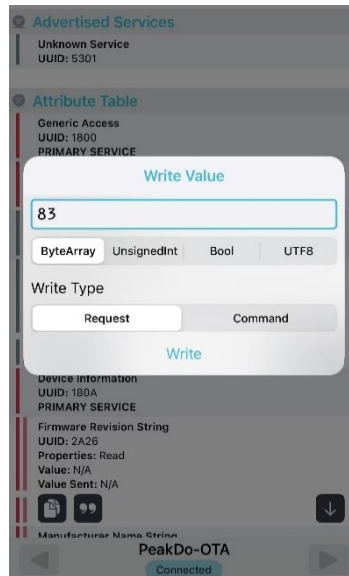 Advertised Services
Unknown Service
UUID: 5301
Attribute Table
Generic Access
UUID: 1800
PRIMARY SERVICE
Write Value
83
ByteArray UnsignedInt Bool UTF8
Write Type
Request Command
Write
Device Information
UUID: 180A
PRIMARY SERVICE
Firmware Revision String
UUID: 2A26
Properties: Read
Value: N/A
Value Sent: N/A
Manufacturer Name String
PeakDo-OTA
Connected